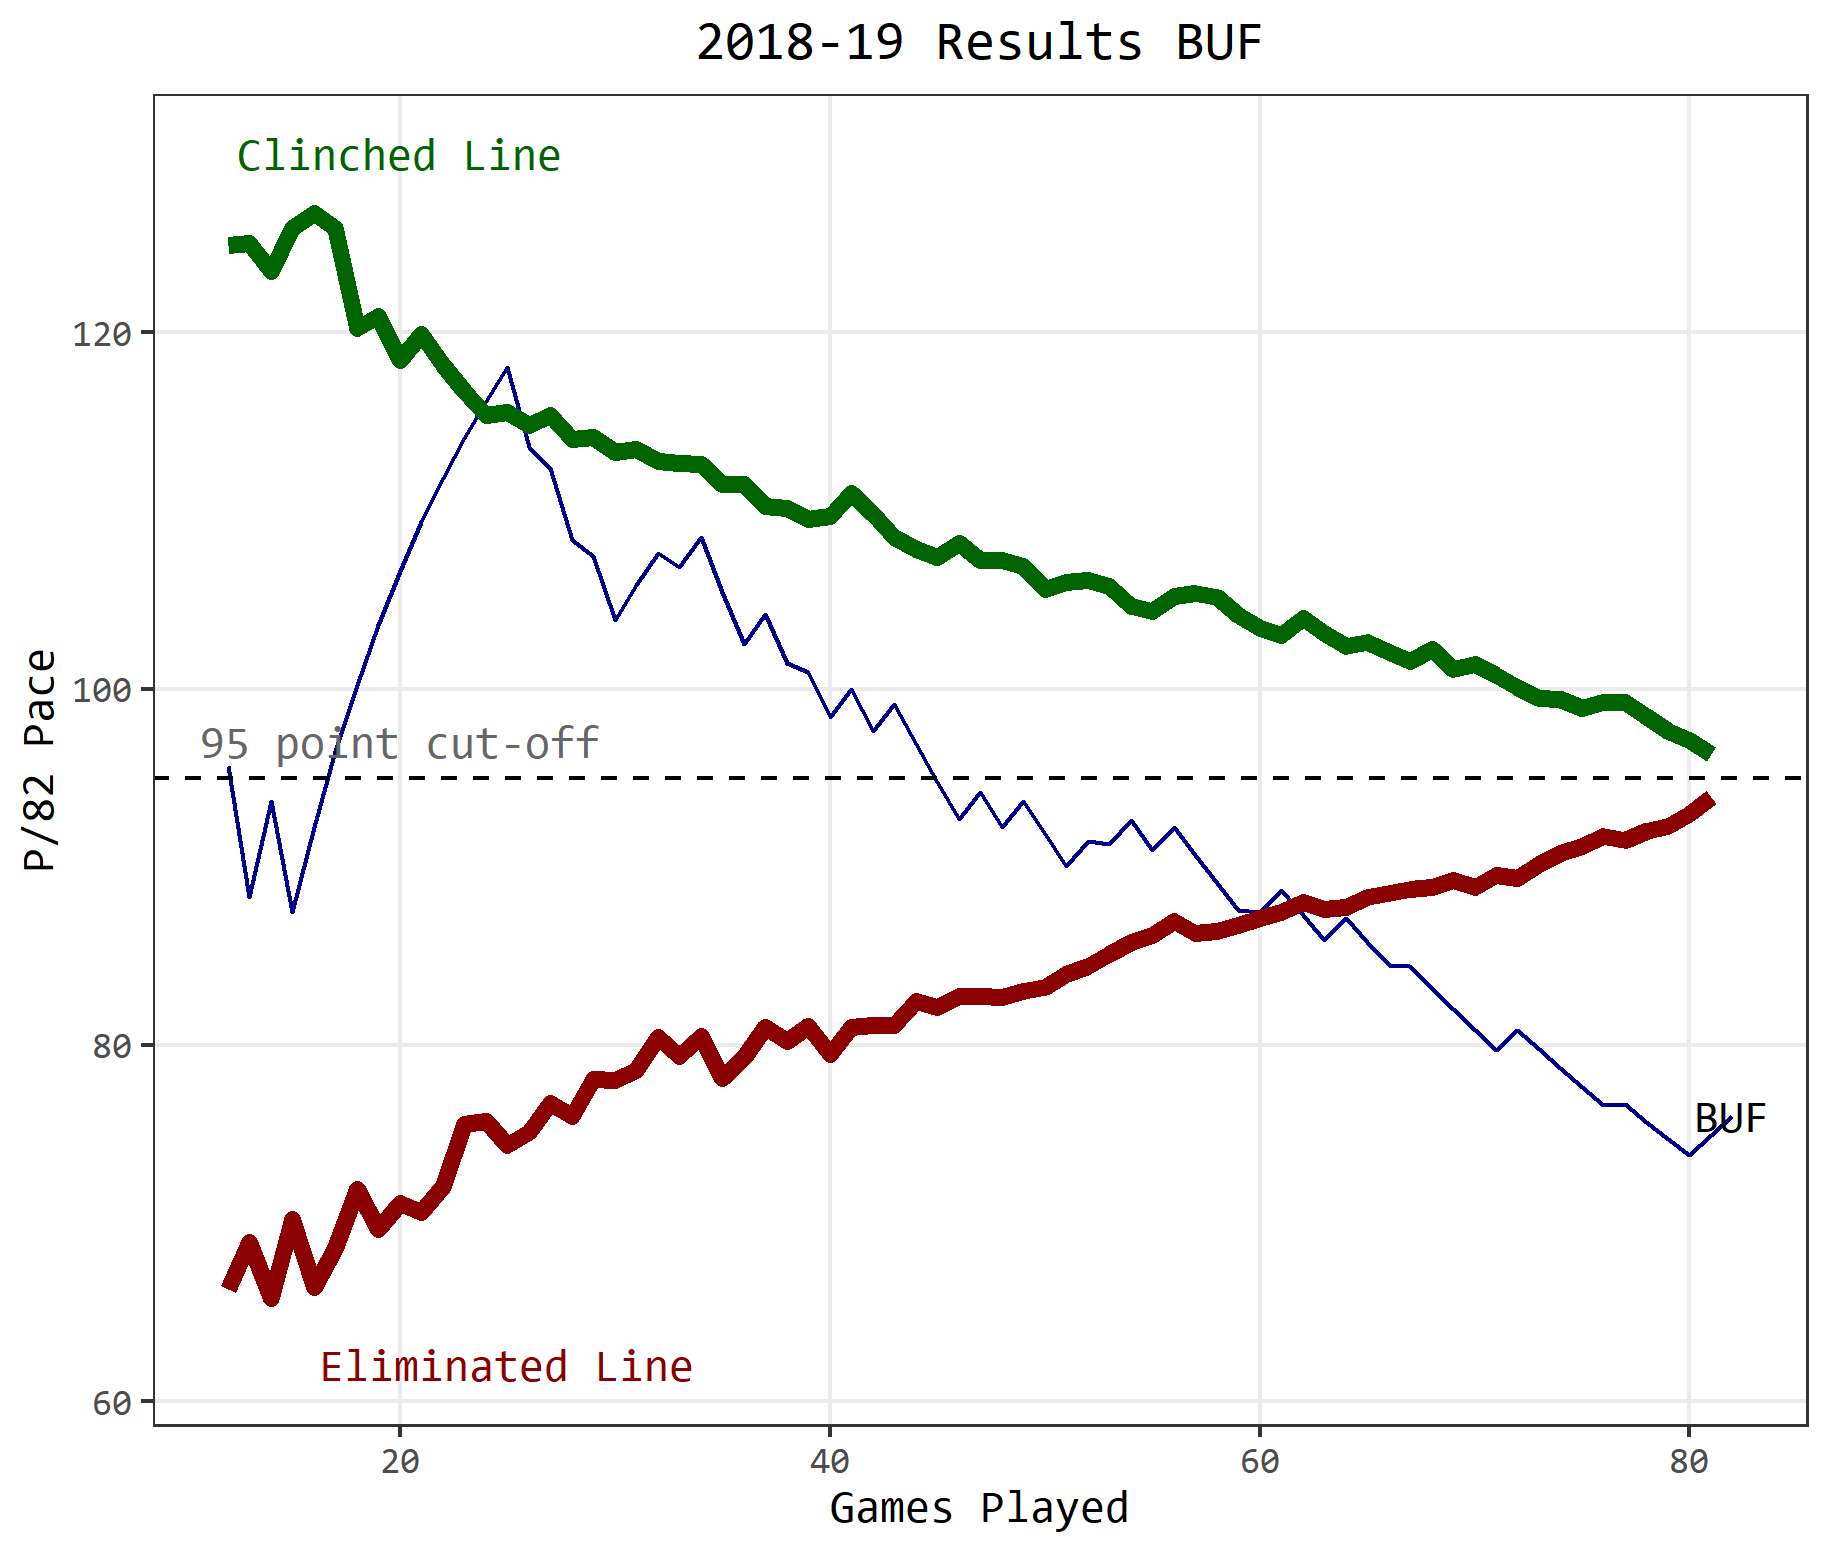 2018-19 Results BUF
Clinched Line
120
100
95 point cut-off
80
BUF
Eliminated Line
60
P/82 Pace
20 40 60 80
Games Played